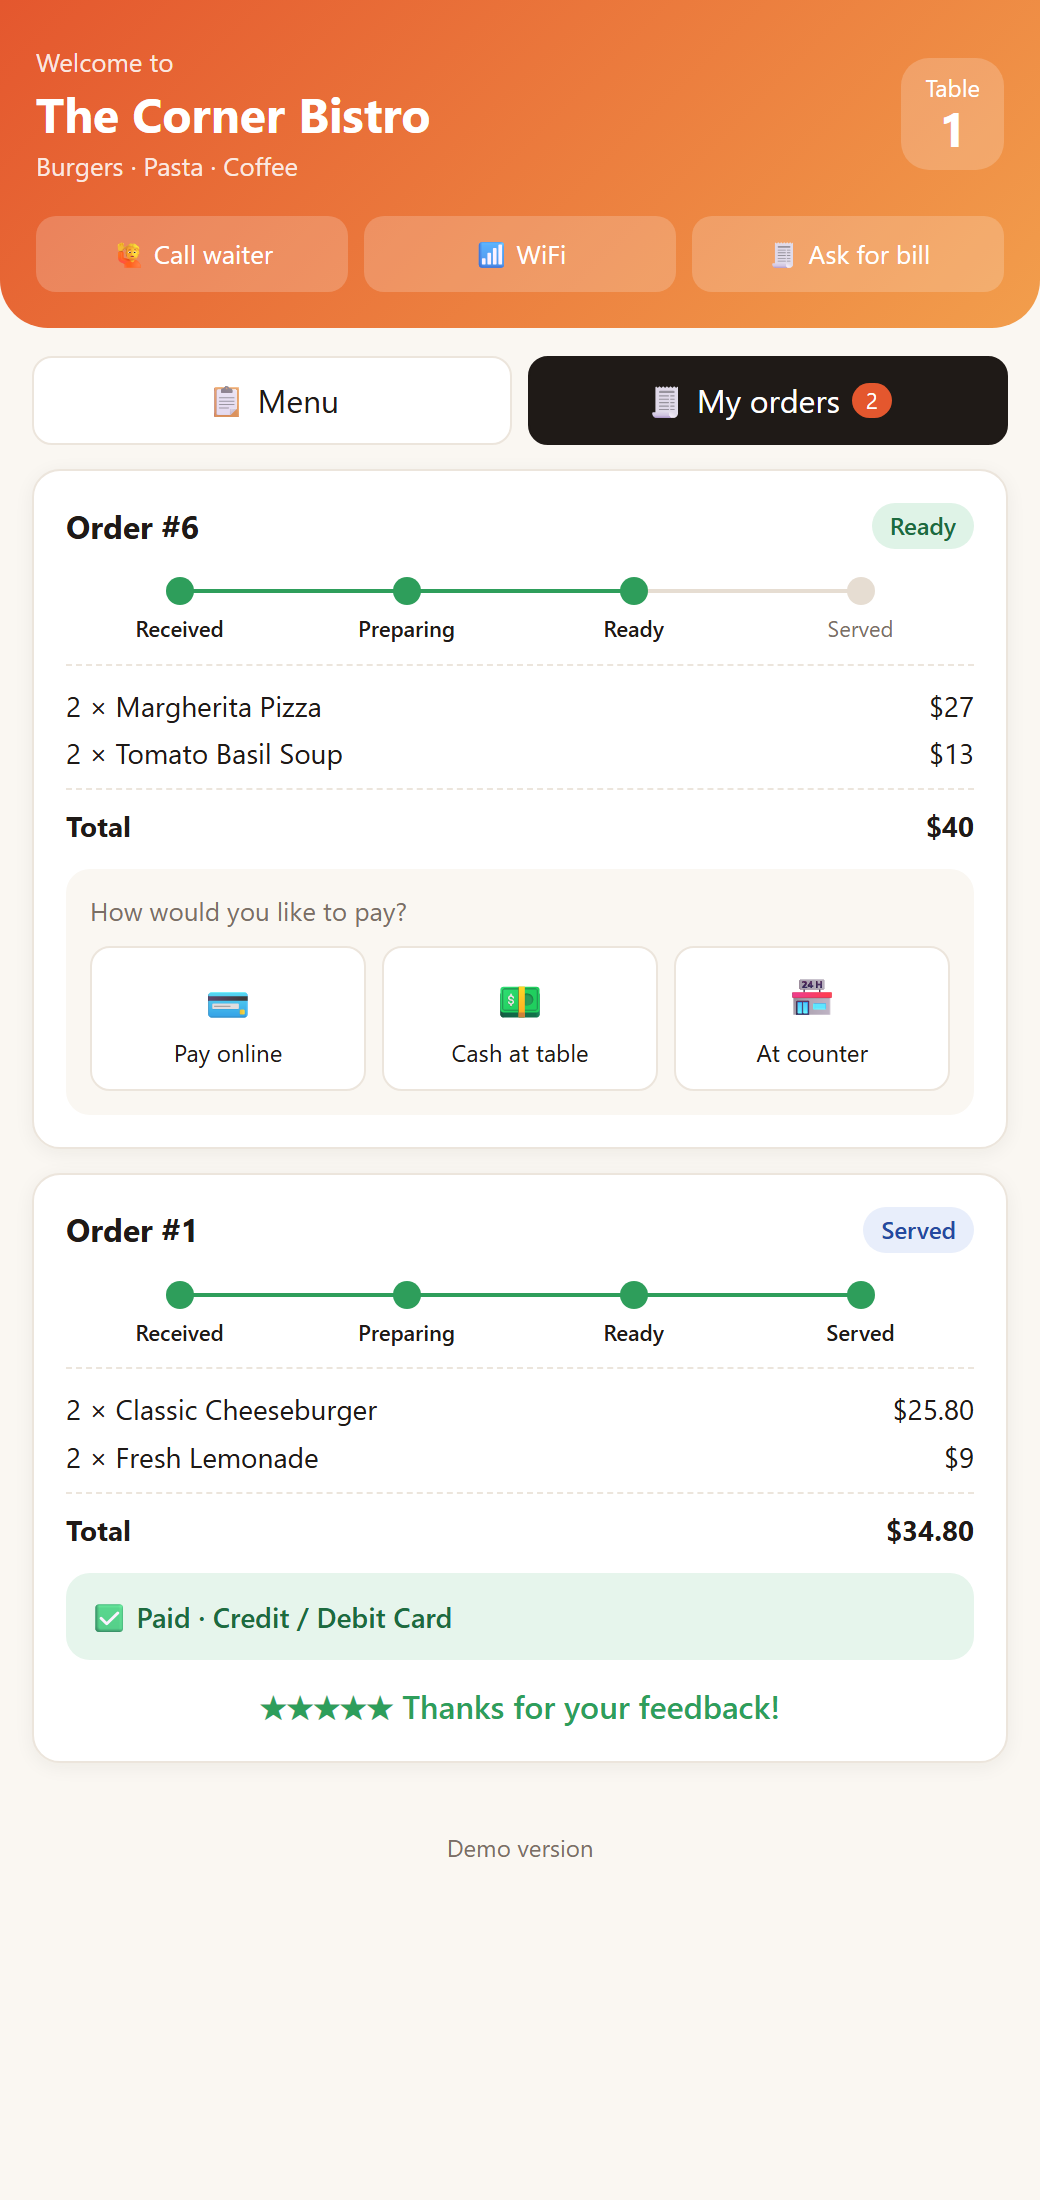 Welcome to
The Corner Bistro
Burgers · Pasta · Coffee
Table
1
Call waiter
WiFi
Ask for bill
Menu
My orders 2
Order #6
Ready
Received
Preparing
Ready
Served
2 × Margherita Pizza $27
2 × Tomato Basil Soup $13
Total $40
How would you like to pay?
Pay online
24 H
Cash at table
At counter
Order #1
Served
Received
Preparing
Ready
Served
2 × Classic Cheeseburger $25.80
2 × Fresh Lemonade $9
Total $34.80
Paid · Credit / Debit Card
★★★★★ Thanks for your feedback!
Demo version